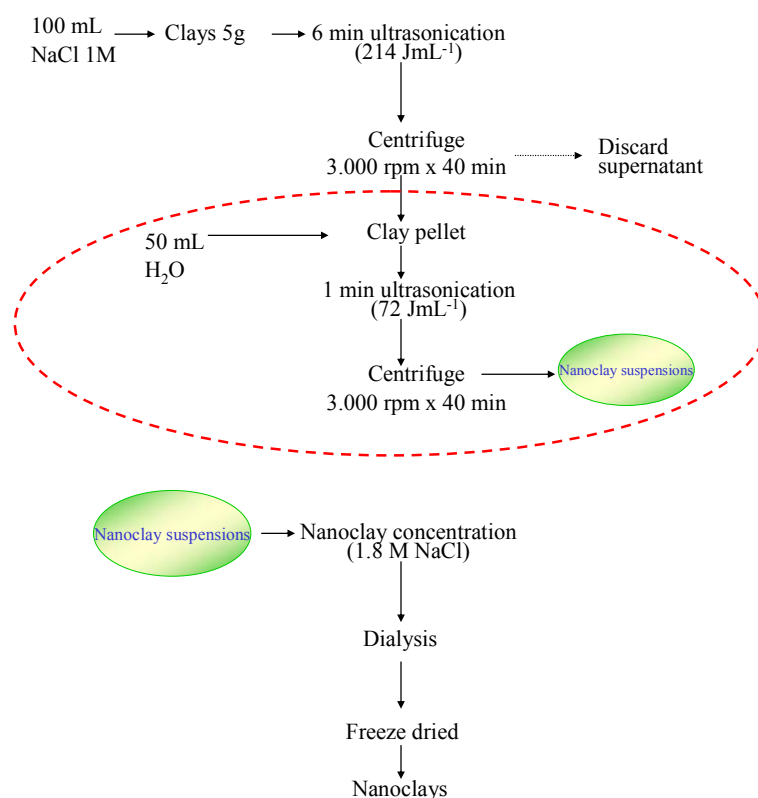 100 mL
NaCl 1M
Clays 5g
6 min ultrasonication
(214 JmL⁻¹)
Centrifuge
3.000 rpm x 40 min
Discard
supernatant
50 mL
H₂O
Clay pellet
1 min ultrasonication
(72 JmL⁻¹)
Centrifuge
3.000 rpm x 40 min
Nanoclay suspensions
Nanoclay suspensions
Nanoclay concentration
(1.8 M NaCl)
Dialysis
Freeze dried
Nanoclays